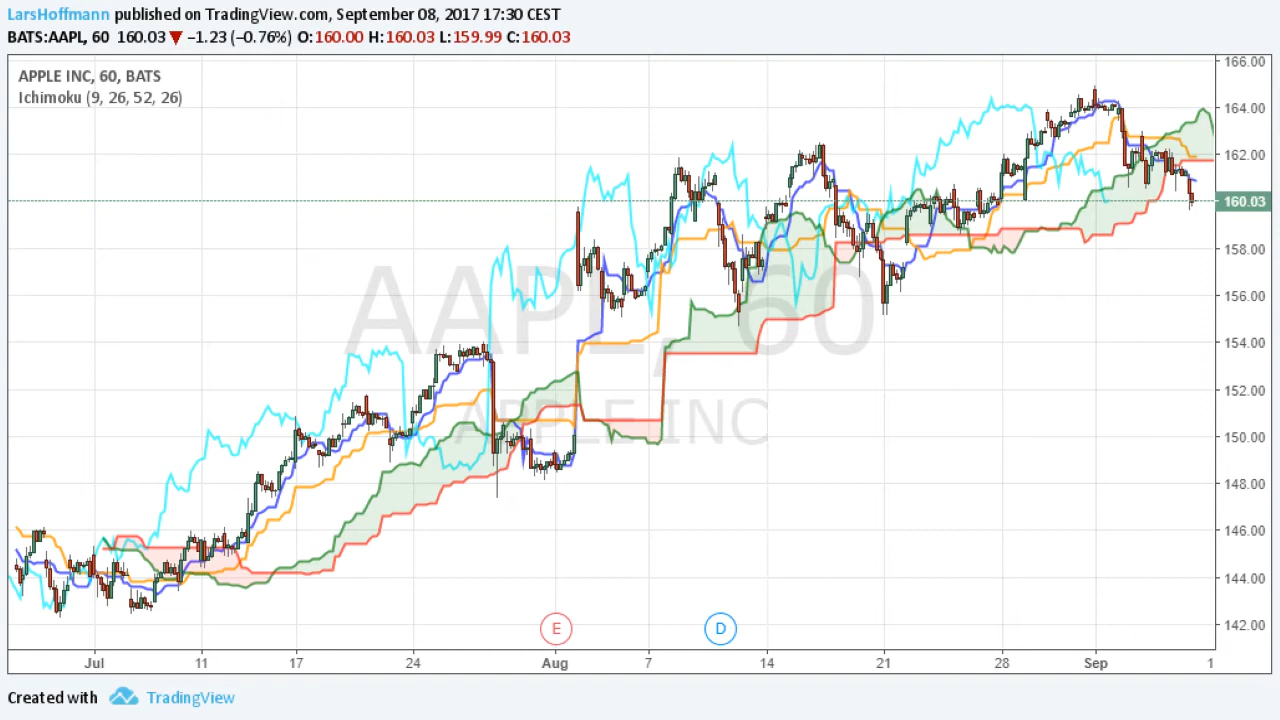 LarsHoffmann published on TradingView.com, September 08, 2017 17:30 CEST
BATS:AAPL, 60 160.03 ▼ −1.23 (−0.76%) O:160.00 H:160.03 L:159.99 C:160.03
APPLE INC, 60, BATS
Ichimoku (9, 26, 52, 26)
166.00
164.00
162.00
160.03
158.00
156.00
154.00
152.00
150.00
148.00
146.00
144.00
142.00
AAPL, 60
APPLE INC
E
D
Jul 11 17 24 Aug 7 14 21 28 Sep 1
Created with TradingView